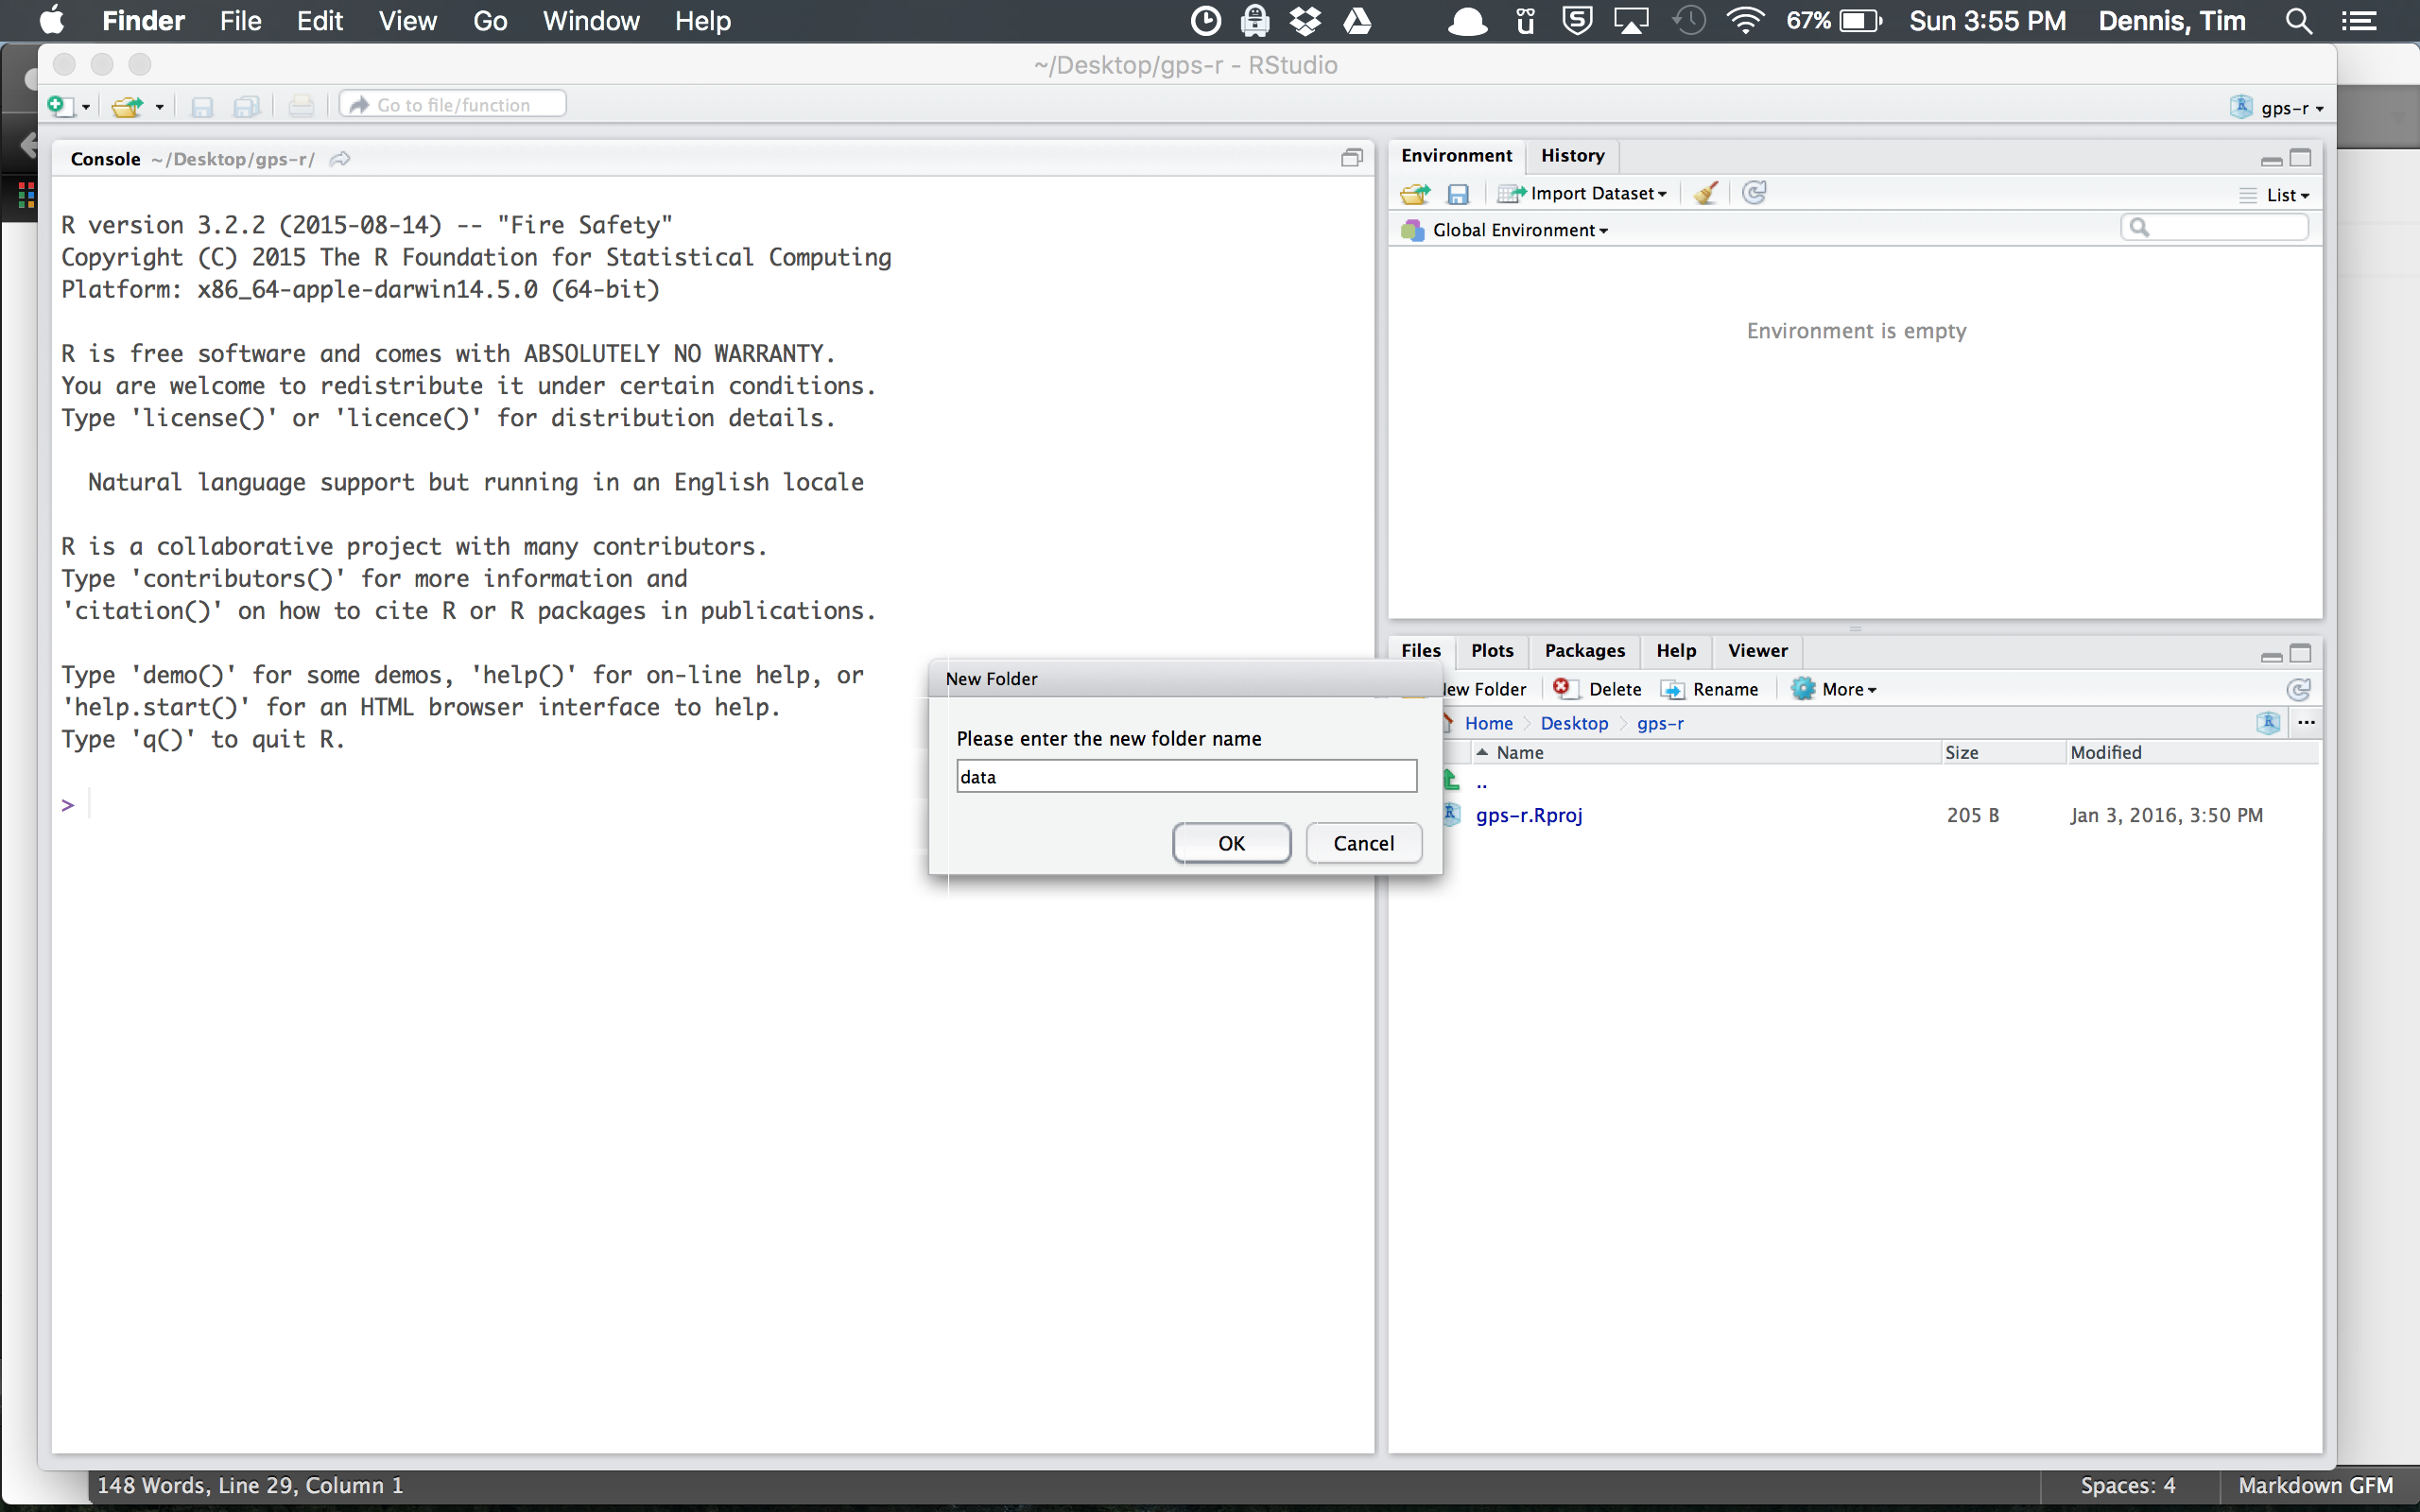 Finder File Edit View Go Window Help 67% Sun 3:55 PM Dennis, Tim
~/Desktop/gps-r - RStudio
Go to file/function
gps-r
Console ~/Desktop/gps-r/
R version 3.2.2 (2015-08-14) -- "Fire Safety"
Copyright (C) 2015 The R Foundation for Statistical Computing
Platform: x86_64-apple-darwin14.5.0 (64-bit)
R is free software and comes with ABSOLUTELY NO WARRANTY.
You are welcome to redistribute it under certain conditions.
Type 'license()' or 'licence()' for distribution details.
Natural language support but running in an English locale
R is a collaborative project with many contributors.
Type 'contributors()' for more information and
'citation()' on how to cite R or R packages in publications.
Type 'demo()' for some demos, 'help()' for on-line help, or
'help.start()' for an HTML browser interface to help.
Type 'q()' to quit R.
>
Environment History
Import Dataset List
Global Environment
Environment is empty
Files Plots Packages Help Viewer
ew Folder Delete Rename More
Home Desktop gps-r ...
Name Size Modified
..
gps-r.Rproj 205 B Jan 3, 2016, 3:50 PM
New Folder
Please enter the new folder name
data
OK Cancel
148 Words, Line 29, Column 1 Spaces: 4 Markdown GFM